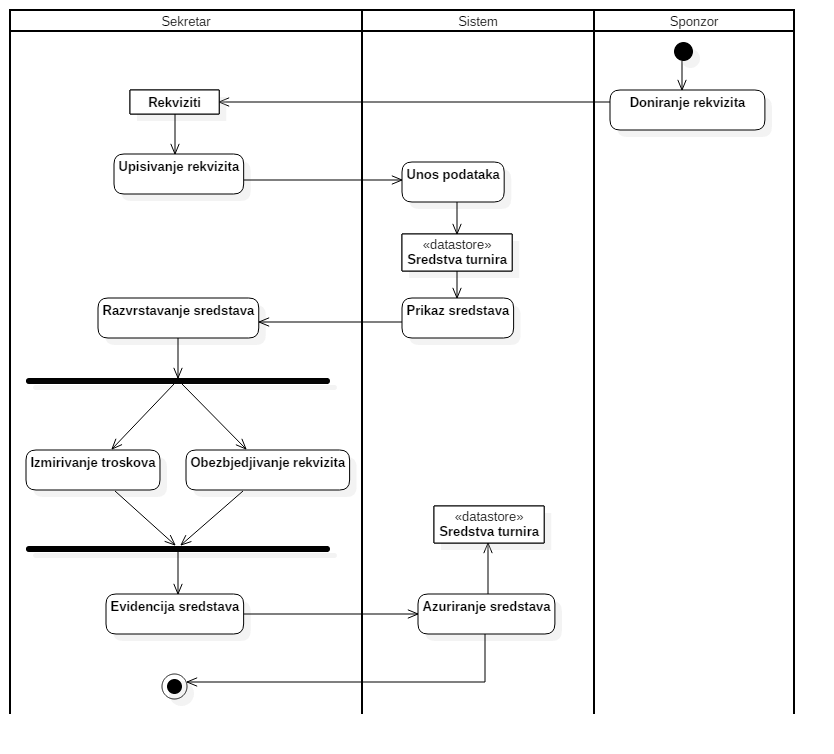 Sekretar
Sistem
Sponzor
Rekviziti
Doniranje rekvizita
Upisivanje rekvizita
Unos podataka
«datastore»
Sredstva turnira
Razvrstavanje sredstava
Prikaz sredstava
Izmirivanje troskova
Obezbjedjivanje rekvizita
«datastore»
Sredstva turnira
Evidencija sredstava
Azuriranje sredstava